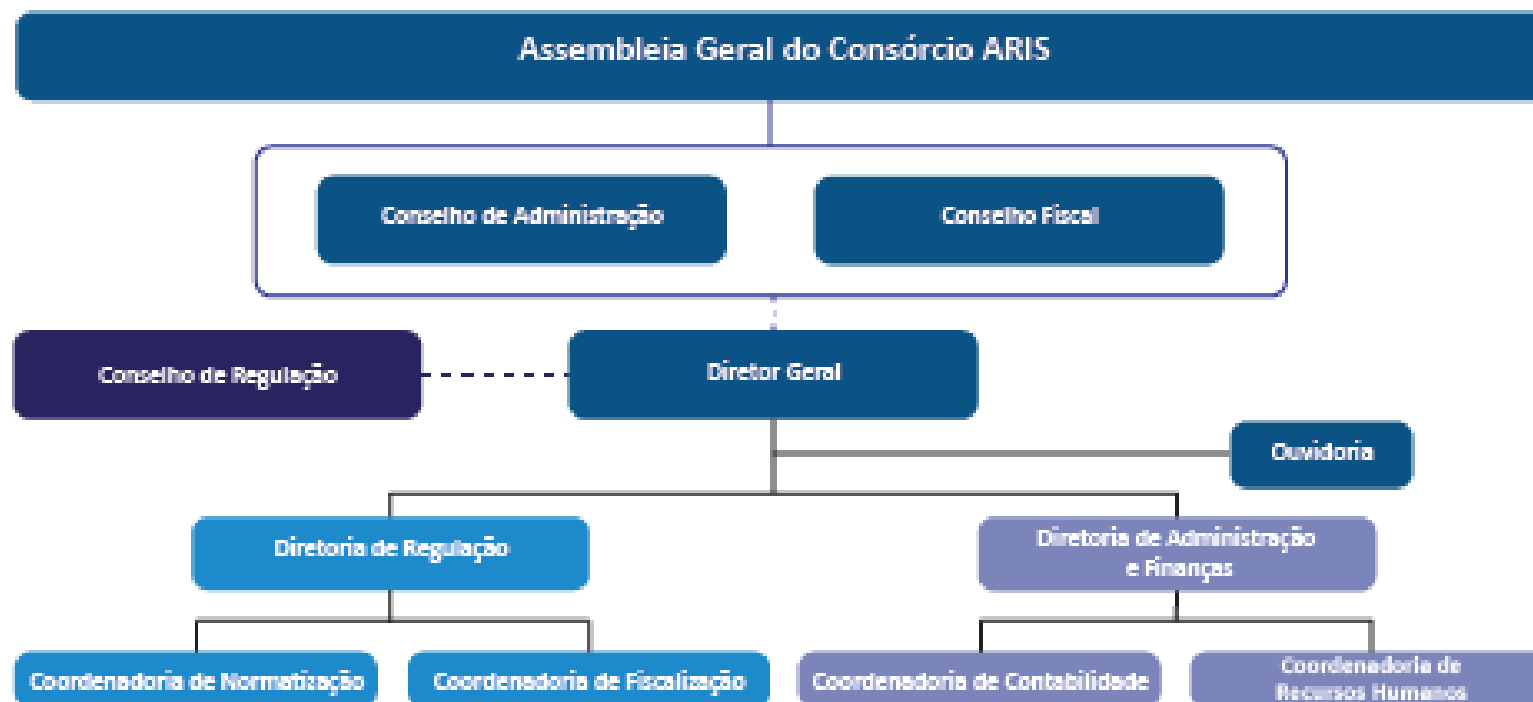 Assembleia Geral do Consórcio ARIS
Conselho de Administração
Conselho Fiscal
Conselho de Regulação
Diretor Geral
Ouvidoria
Diretoria de Regulação
Diretoria de Administração
e Finanças
Coordenadoria de Normatização
Coordenadoria de Fiscalização
Coordenadoria de Contabilidade
Coordenadoria de
Recursos Humanos